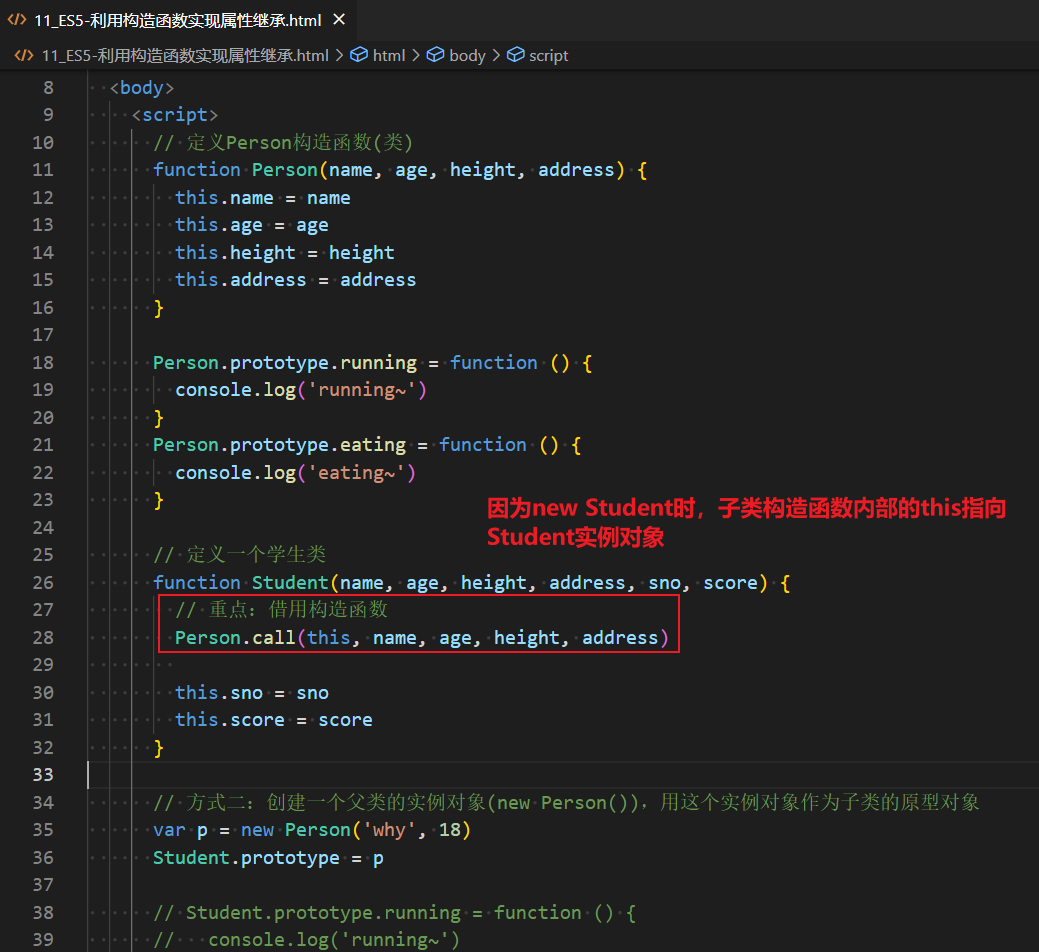 11_ES5-利用构造函数实现属性继承.html
11_ES5-利用构造函数实现属性继承.html > html > body > script
8 <body>
9 <script>
10 // 定义Person构造函数(类)
11 function Person(name, age, height, address) {
12 this.name = name
13 this.age = age
14 this.height = height
15 this.address = address
16 }
17
18 Person.prototype.running = function () {
19 console.log('running~')
20 }
21 Person.prototype.eating = function () {
22 console.log('eating~')
23 }
因为new Student时，子类构造函数内部的this指向
24
Student实例对象
25 // 定义一个学生类
26 function Student(name, age, height, address, sno, score) {
27 // 重点：借用构造函数
28 Person.call(this, name, age, height, address)
29
30 this.sno = sno
31 this.score = score
32 }
33
34 // 方式二：创建一个父类的实例对象(new Person())，用这个实例对象作为子类的原型对象
35 var p = new Person('why', 18)
36 Student.prototype = p
37
38 // Student.prototype.running = function () {
39 // console.log('running~')